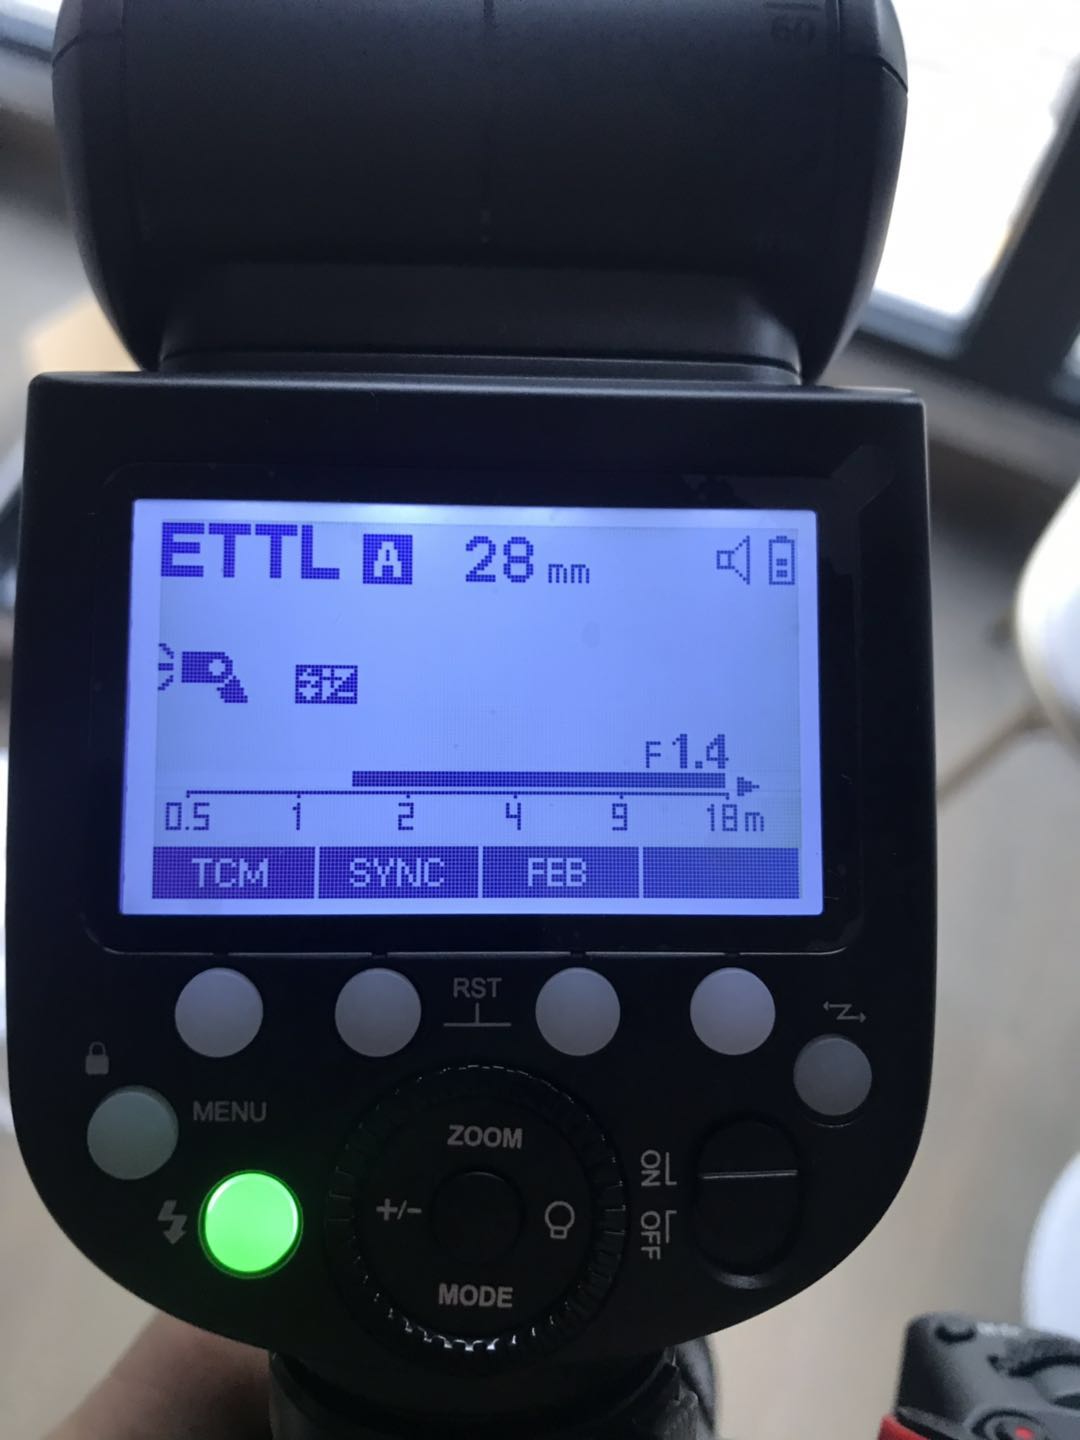 ETTL A 28 mm
F 1.4
0.5 1 2 4 9 18 m
TCM SYNC FEB
RST
MENU
ZOOM
+/-
ON
OFF
MODE